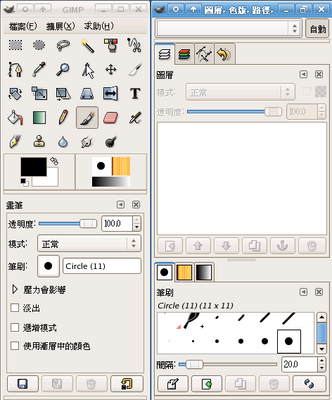 GIMP
檔案(F) 擴展(X) 求助(H)
畫筆
透明度: 100.0
模式: 正常
筆刷: Circle (11)
壓力會影響
淡出
遞增模式
使用漸層中的顏色
圖層, 色版, 路徑,
自動
圖層
模式: 正常
透明度: 100.0
筆刷
Circle (11) (11 x 11)
間隔: 20.0